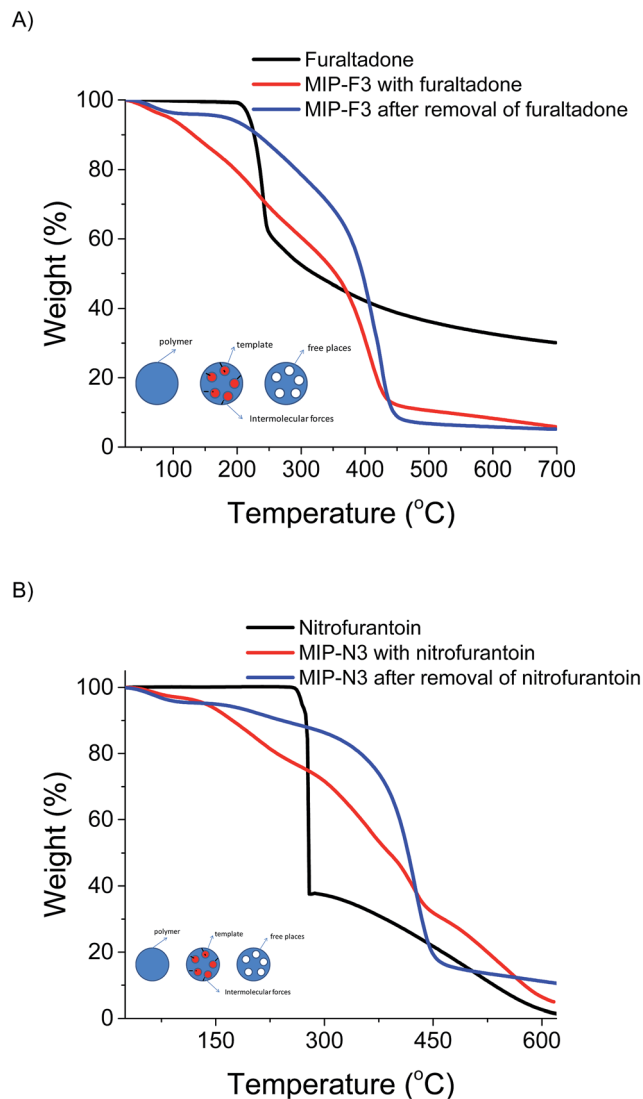 A)
Furaltadone
MIP-F3 with furaltadone
MIP-F3 after removal of furaltadone
100
80
60
40
20
0
Weight (%)
polymer
template
free places
Intermolecular forces
100 200 300 400 500 600 700
Temperature (°C)
B)
Nitrofurantoin
MIP-N3 with nitrofurantoin
MIP-N3 after removal of nitrofurantoin
100
80
60
40
20
0
Weight (%)
polymer
template
free places
Intermolecular forces
150 300 450 600
Temperature (°C)